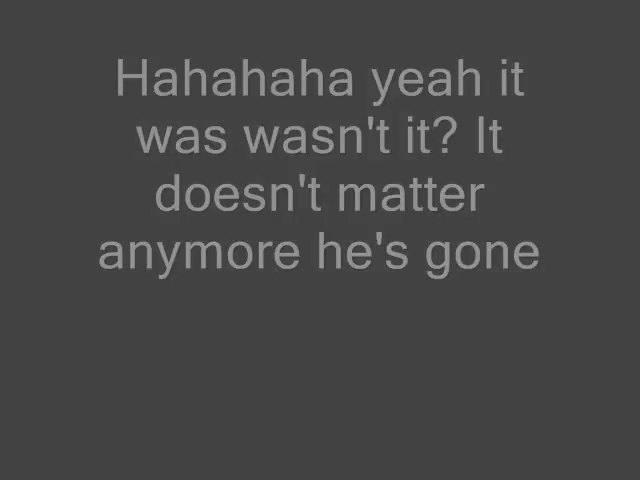 Hahahaha yeah it
was wasn't it? It
doesn't matter
anymore he's gone